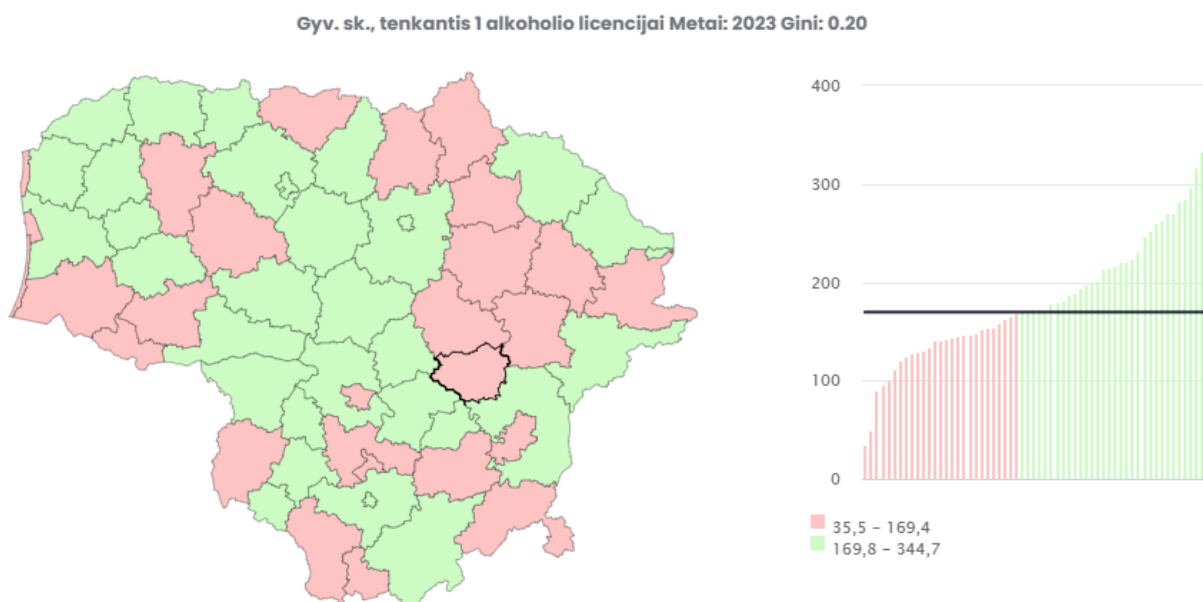 Gyv. sk., tenkantis 1 alkoholio licencijai Metai: 2023 Gini: 0.20
400
300
200
100
0
35,5 – 169,4
169,8 – 344,7